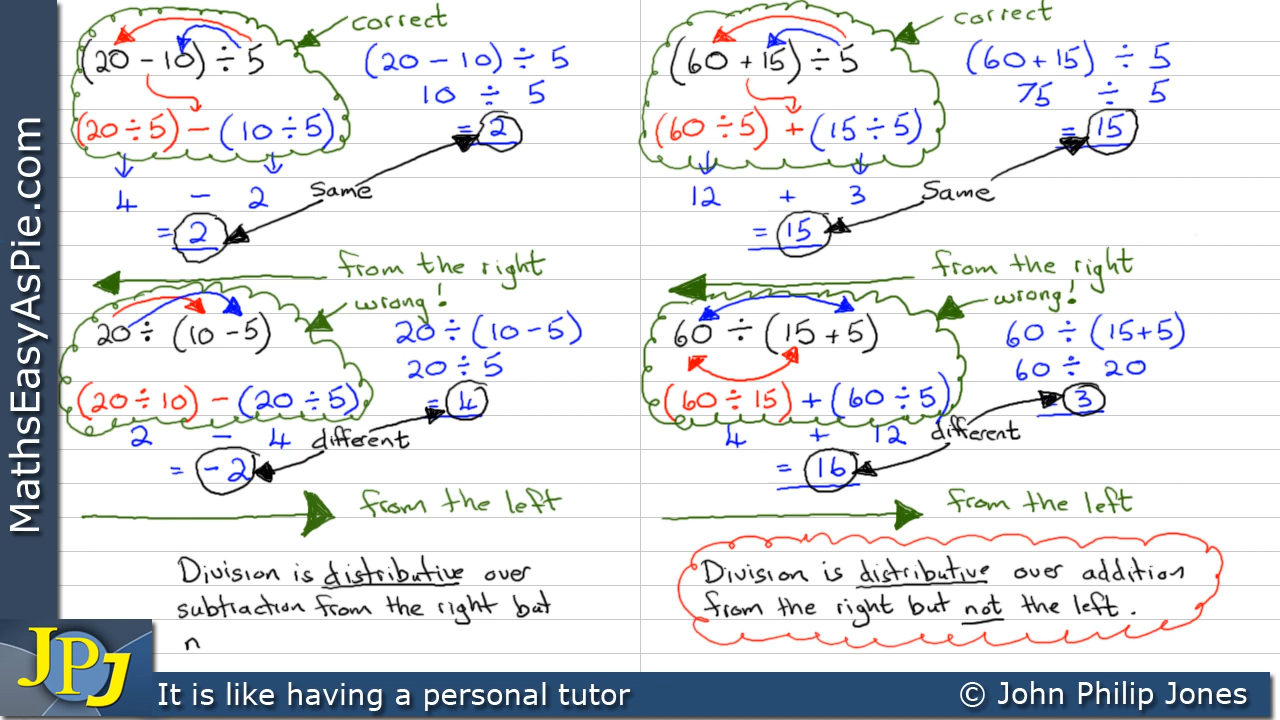 MathsEasyAsPie.com
correct
(20 − 10) ÷ 5
(20 − 10) ÷ 5
10 ÷ 5
(20 ÷ 5) − (10 ÷ 5)
= 2
4 − 2
Same
= 2
from the right
wrong!
20 ÷ (10 − 5)
20 ÷ (10 − 5)
20 ÷ 5
(20 ÷ 10) − (20 ÷ 5)
= 4
2 − 4
different
= −2
from the left
Division is distributive over
subtraction from the right but
n
correct
(60 + 15) ÷ 5
(60 + 15) ÷ 5
75 ÷ 5
(60 ÷ 5) + (15 ÷ 5)
= 15
12 + 3
Same
= 15
from the right
wrong!
60 ÷ (15 + 5)
60 ÷ (15 + 5)
60 ÷ 20
(60 ÷ 15) + (60 ÷ 5)
= 3
4 + 12
different
= 16
from the left
Division is distributive over addition
from the right but not the left.
JPJ
It is like having a personal tutor
© John Philip Jones